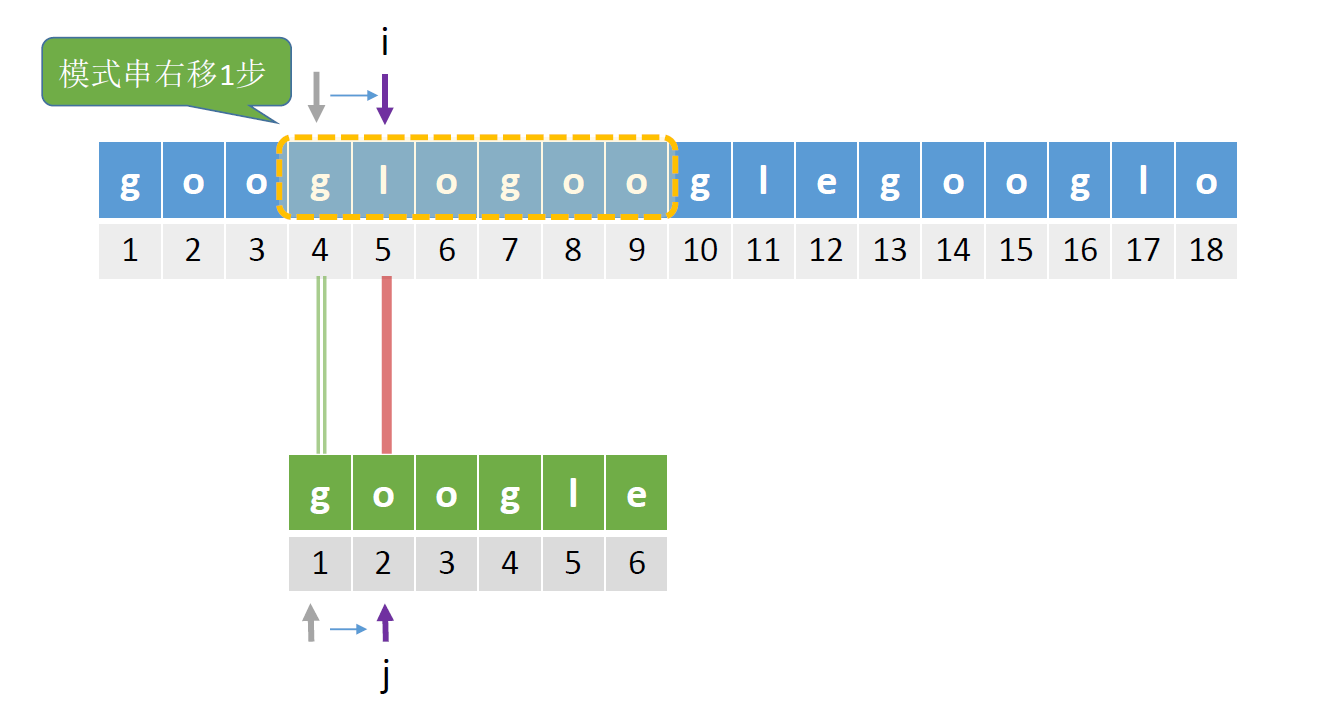 i
模式串右移1步
g o o g l o g o o g l e g o o g l o
1 2 3 4 5 6 7 8 9 10 11 12 13 14 15 16 17 18
g o o g l e
1 2 3 4 5 6
j